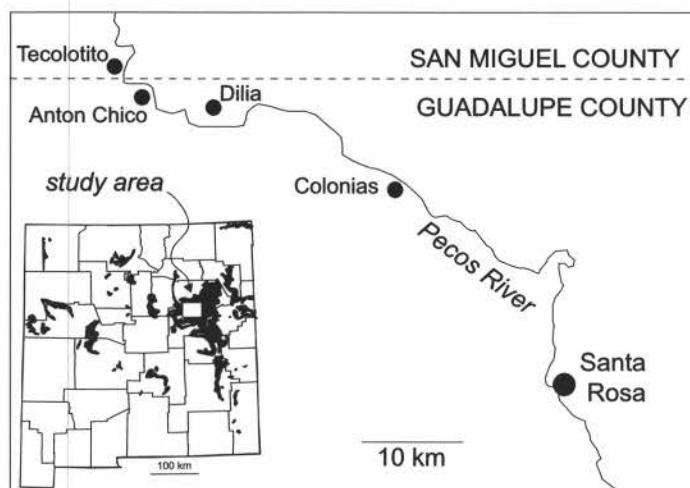 Tecolotito
SAN MIGUEL COUNTY
Dilia
GUADALUPE COUNTY
Anton Chico
study area
Colonias
Pecos River
Santa
Rosa
10 km
100 km